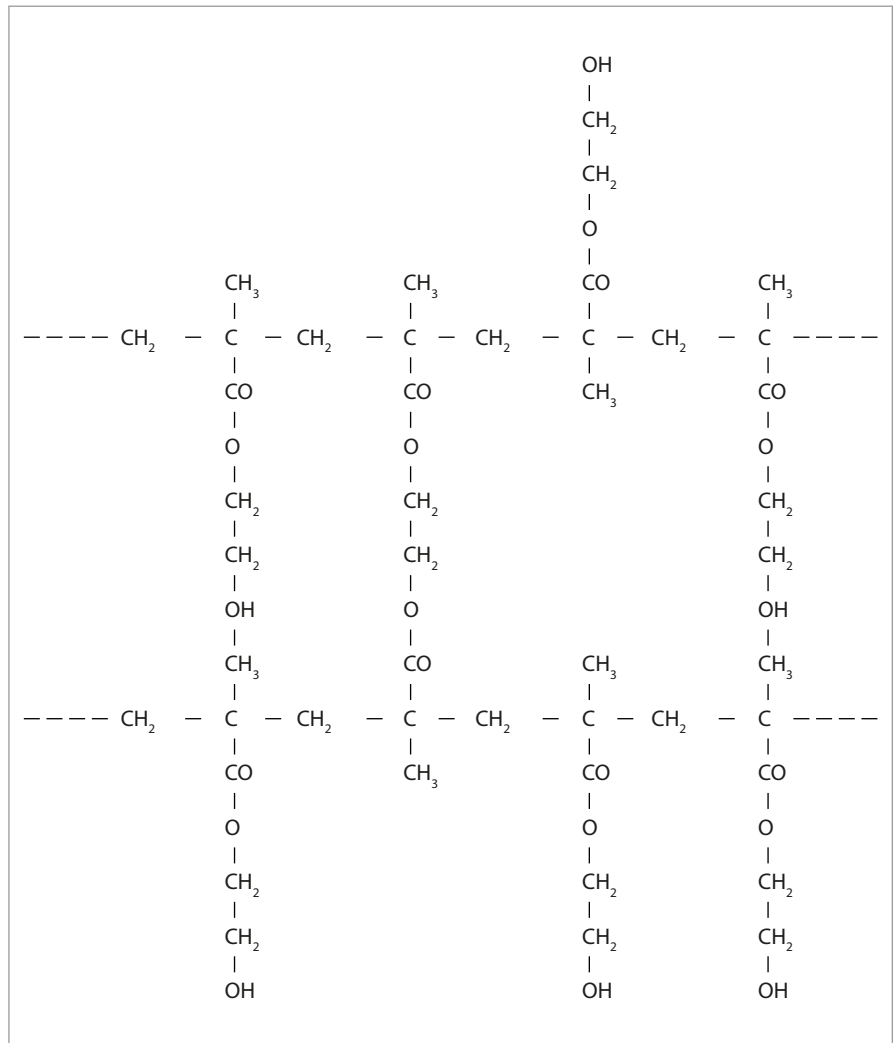 OH
|
CH₂
|
CH₂
|
O
|
CH₃ CH₃ CO CH₃
| | | |
– – – – CH₂ – C – CH₂ – C – CH₂ – C – CH₂ – C – – – –
| | | |
CO CO CH₃ CO
| | |
O O O
| | |
CH₂ CH₂ CH₂
| | |
CH₂ CH₂ CH₂
| | |
OH O OH
| | |
CH₃ CO CH₃ CH₃
| | | |
– – – – CH₂ – C – CH₂ – C – CH₂ – C – CH₂ – C – – – –
| | | |
CO CH₃ CO CO
| | |
O O O
| | |
CH₂ CH₂ CH₂
| | |
CH₂ CH₂ CH₂
| | |
OH OH OH